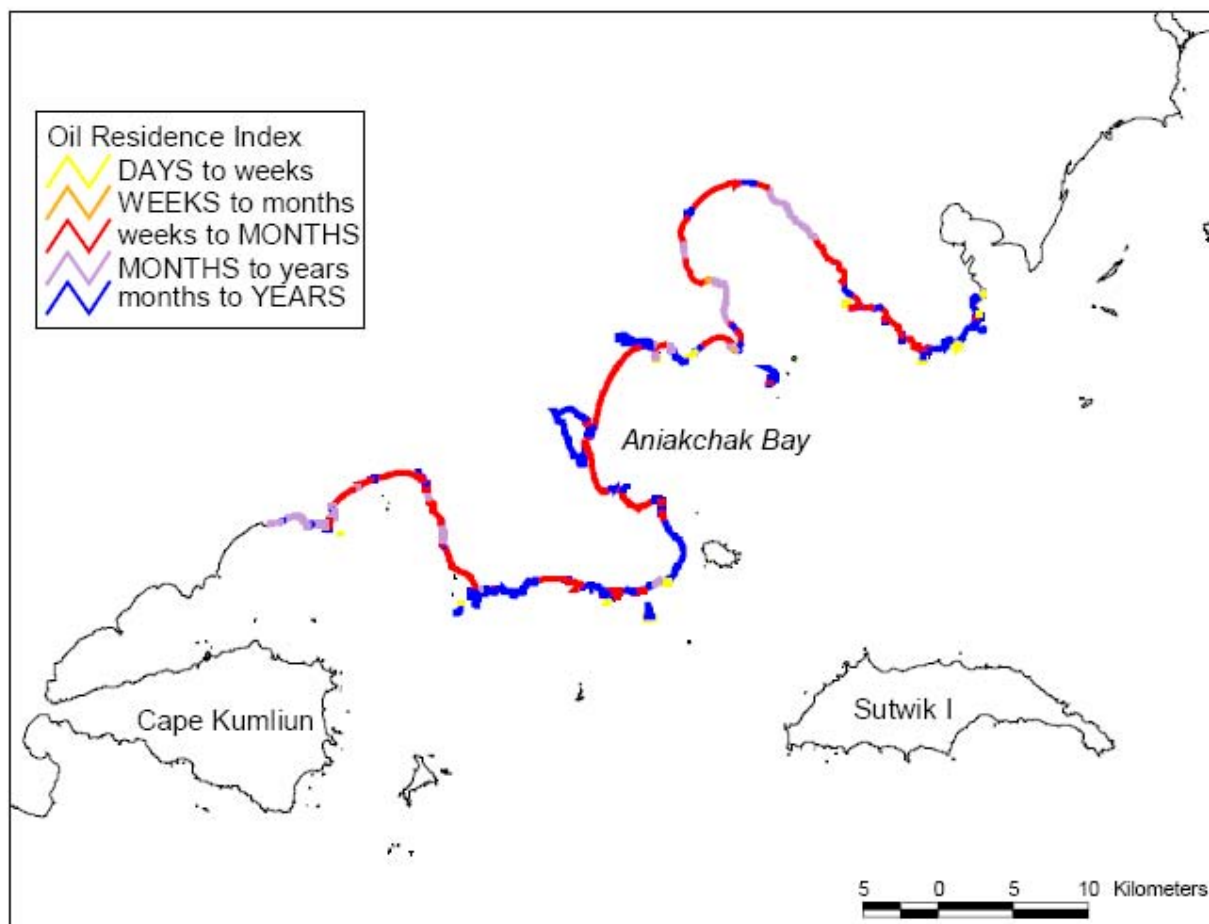 Oil Residence Index
DAYS to weeks
WEEKS to months
weeks to MONTHS
MONTHS to years
months to YEARS
Aniakchak Bay
Cape Kumliun
Sutwik I
5 0 5 10 Kilometers